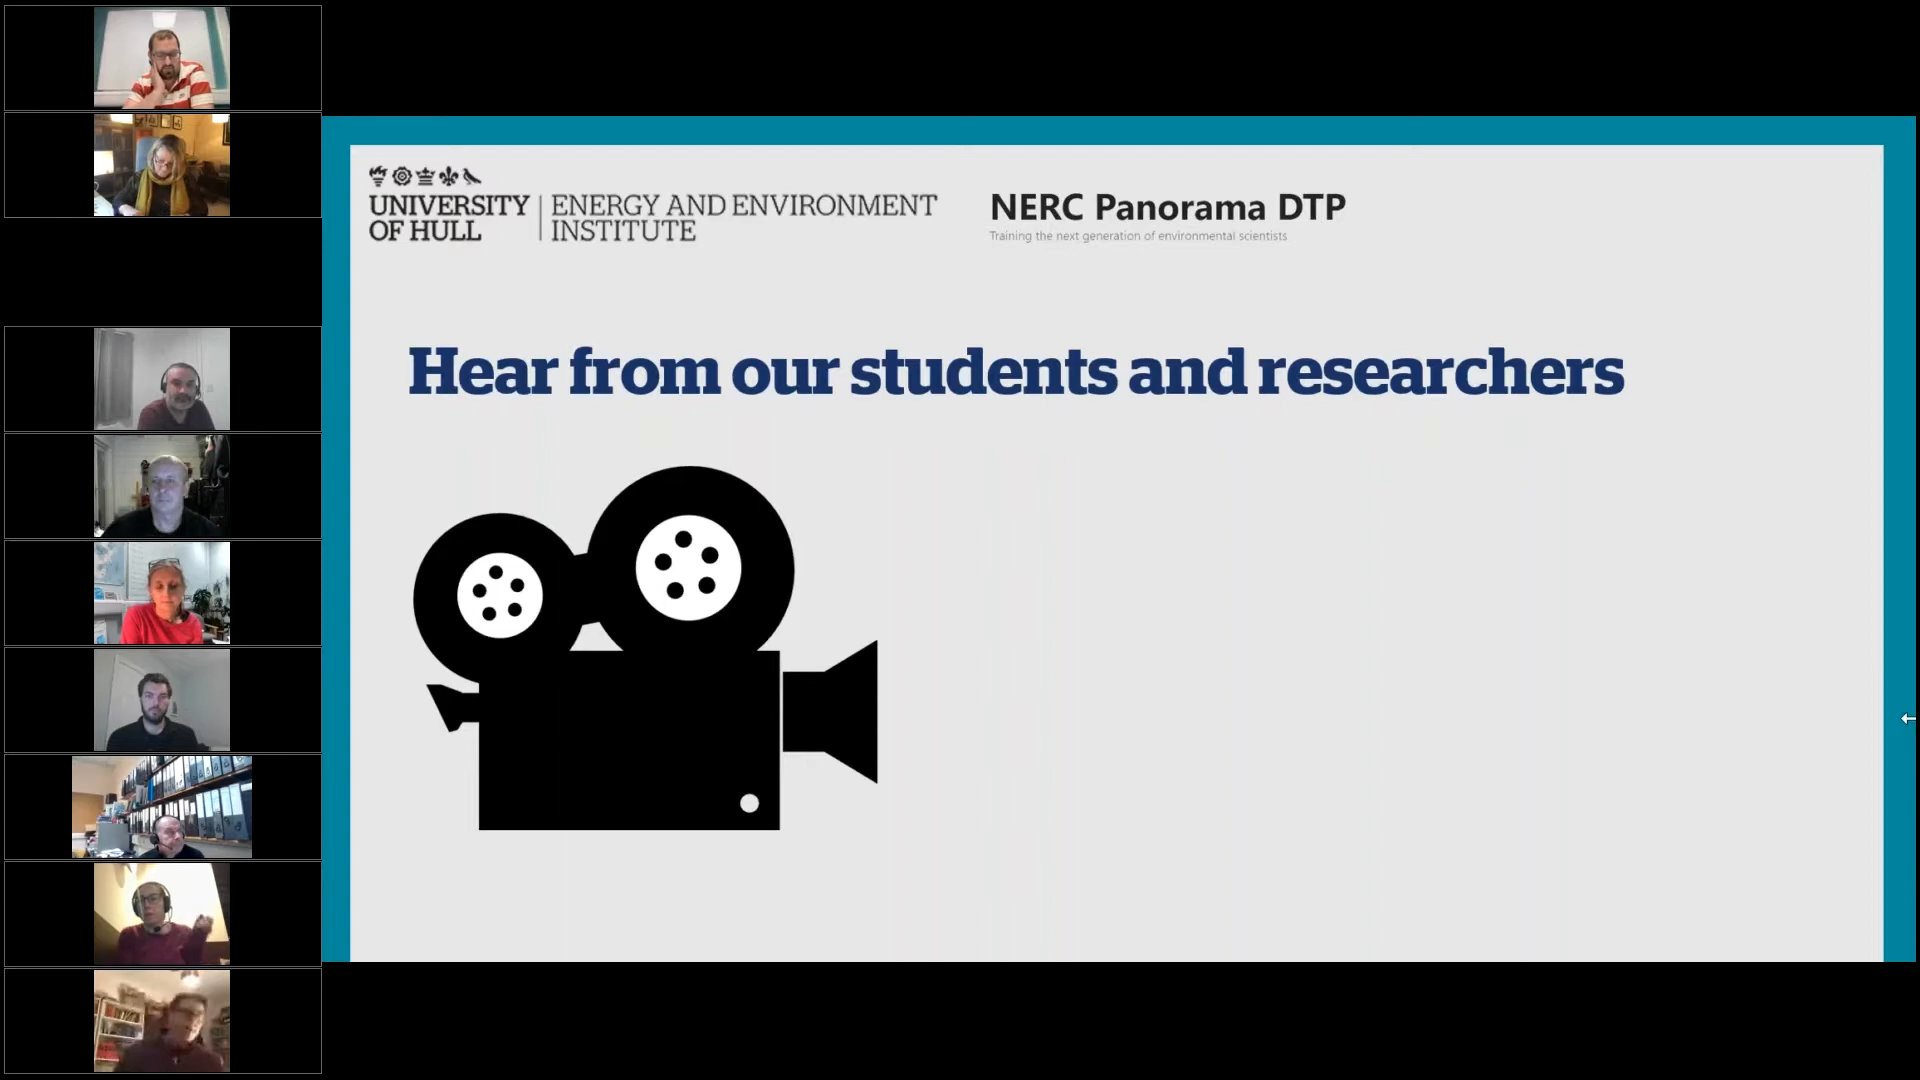 UNIVERSITY
OF HULL
ENERGY AND ENVIRONMENT
INSTITUTE
NERC Panorama DTP
Training the next generation of environmental scientists
Hear from our students and researchers